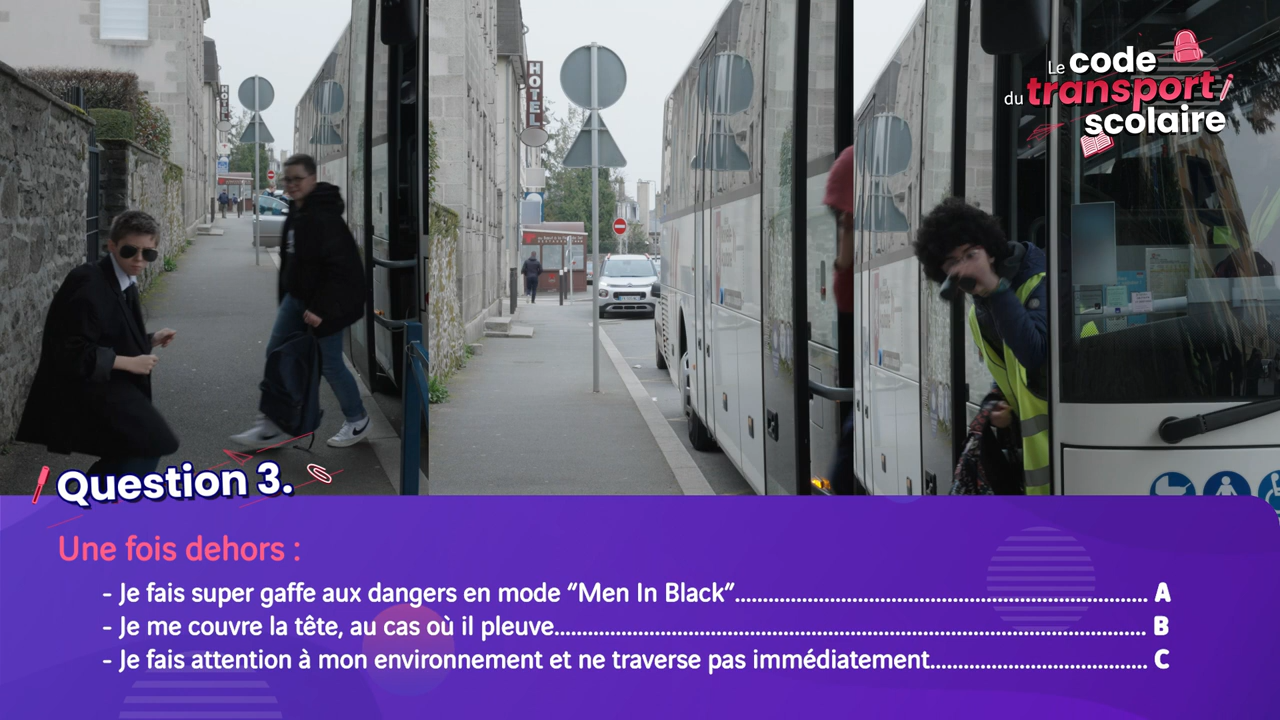 HOTEL
HOTEL
Le code
du transport
scolaire
Question 3.
Une fois dehors :
- Je fais super gaffe aux dangers en mode “Men In Black”........ A
- Je me couvre la tête, au cas où il pleuve........ B
- Je fais attention à mon environnement et ne traverse pas immédiatement........ C